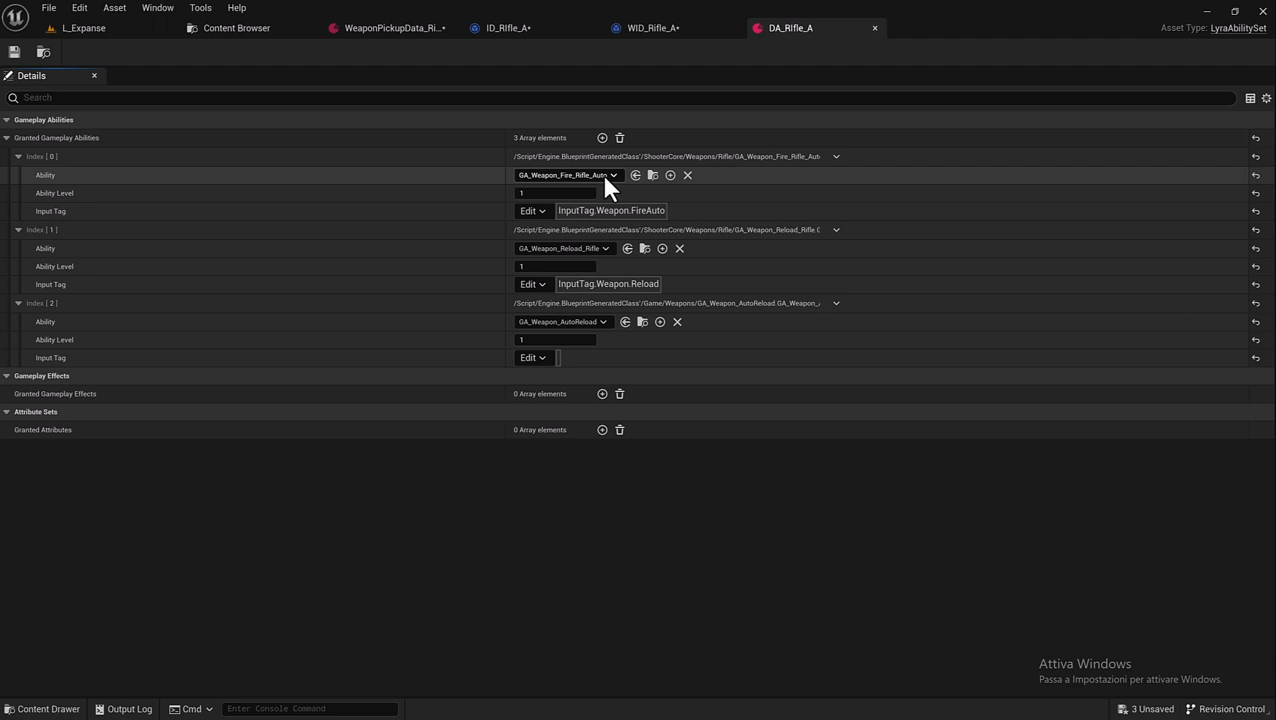 File Edit Asset Window Tools Help
L_Expanse Content Browser WeaponPickupData_Ri...• ID_Rifle_A• WID_Rifle_A• DA_Rifle_A Asset Type: LyraAbilitySet
Details
Search
Gameplay Abilities
Granted Gameplay Abilities 3 Array elements
Index [ 0 ] /Script/Engine.BlueprintGeneratedClass'/ShooterCore/Weapons/Rifle/GA_Weapon_Fire_Rifle_Auto
Ability GA_Weapon_Fire_Rifle_Auto
Ability Level 1
Input Tag Edit InputTag.Weapon.FireAuto
Index [ 1 ] /Script/Engine.BlueprintGeneratedClass'/ShooterCore/Weapons/Rifle/GA_Weapon_Reload_Rifle.G
Ability GA_Weapon_Reload_Rifle
Ability Level 1
Input Tag Edit InputTag.Weapon.Reload
Index [ 2 ] /Script/Engine.BlueprintGeneratedClass'/Game/Weapons/GA_Weapon_AutoReload.GA_Weapon_
Ability GA_Weapon_AutoReload
Ability Level 1
Input Tag Edit
Gameplay Effects
Granted Gameplay Effects 0 Array elements
Attribute Sets
Granted Attributes 0 Array elements
Attiva Windows
Passa a Impostazioni per attivare Windows.
Content Drawer Output Log Cmd Enter Console Command 3 Unsaved Revision Control